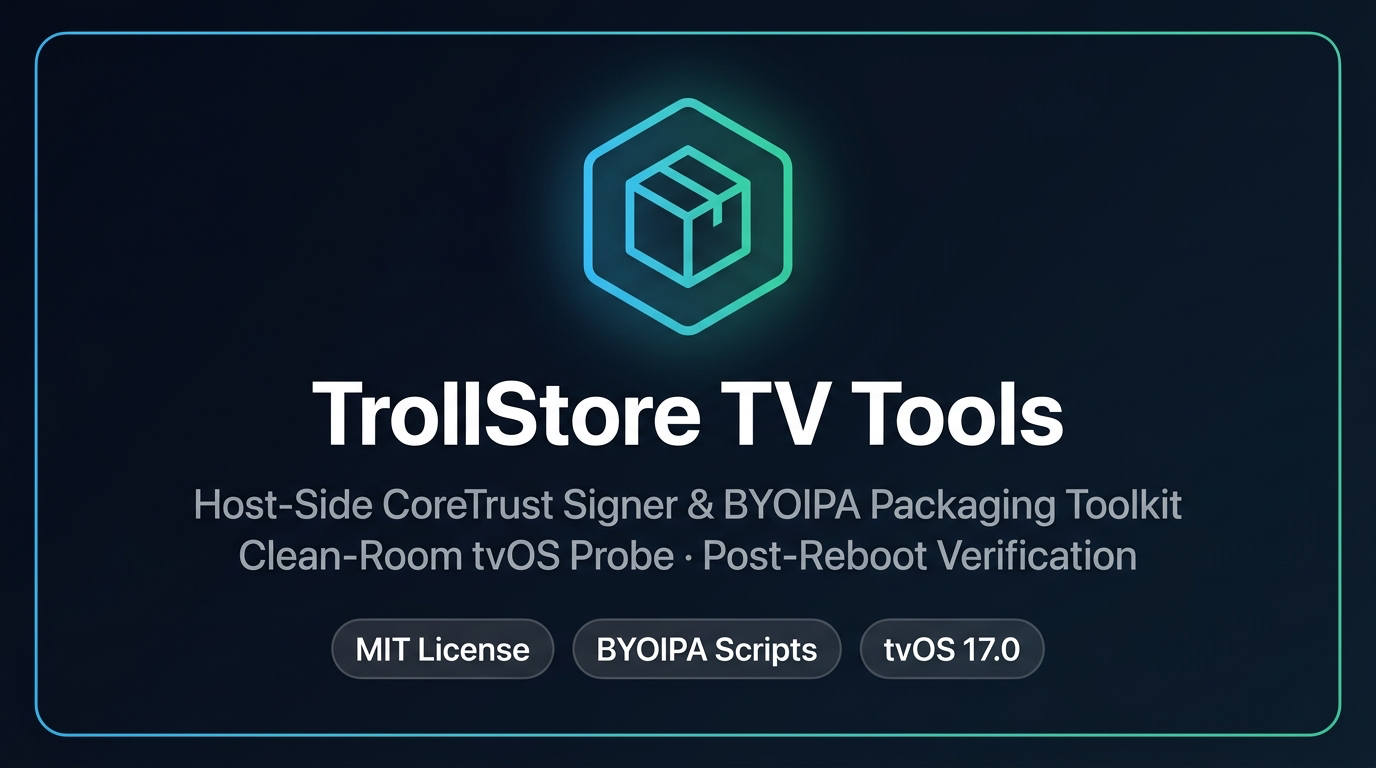 TrollStore TV Tools
Host-Side CoreTrust Signer & BYOIPA Packaging Toolkit
Clean-Room tvOS Probe · Post-Reboot Verification
MIT License
BYOIPA Scripts
tvOS 17.0